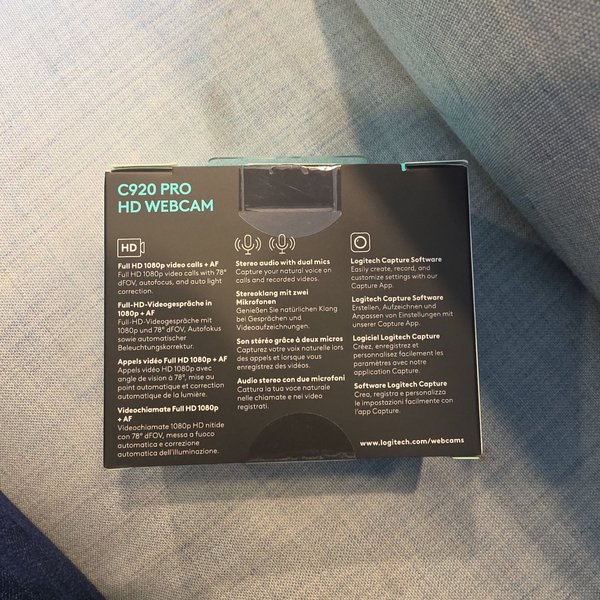 C920 PRO
HD WEBCAM
HD
Full HD 1080p video calls + AF
Full HD 1080p video calls with 78°
dFOV, autofocus, and auto light
correction.
Full-HD-Videogespräche in
1080p + AF
Full-HD-Videogespräche mit
1080p und 78° dFOV, Autofokus
sowie automatischer
Beleuchtungskorrektur.
Appels vidéo Full HD 1080p + AF
Appels vidéo HD 1080p avec
angle de vision à 78°, mise au
point automatique et correction
automatique de la lumière.
Videochiamate Full HD 1080p
+ AF
Videochiamate 1080p HD nitide
con 78° dFOV, messa a fuoco
automatica e correzione
automatica dell'illuminazione.
Stereo audio with dual mics
Capture your natural voice on
calls and recorded videos.
Stereoklang mit zwei
Mikrofonen
Genießen Sie natürlichen Klang
bei Gesprächen und
Videoaufzeichnungen.
Son stéréo grâce à deux micros
Capturez votre voix naturelle lors
des appels et lorsque vous
enregistrez des vidéos.
Audio stereo con due microfoni
Cattura la tua voce naturale
nelle chiamate e nei video
registrati.
Logitech Capture Software
Easily create, record, and
customize settings with our
Capture App.
Logitech Capture Software
Erstellen, Aufzeichnen und
Anpassen von Einstellungen mit
unserer Capture App.
Logiciel Logitech Capture
Créez, enregistrez et
personnalisez facilement les
paramètres avec notre
application Capture.
Software Logitech Capture
Crea, registra e personalizza
le impostazioni facilmente con
l'app Capture.
www.logitech.com/webcams